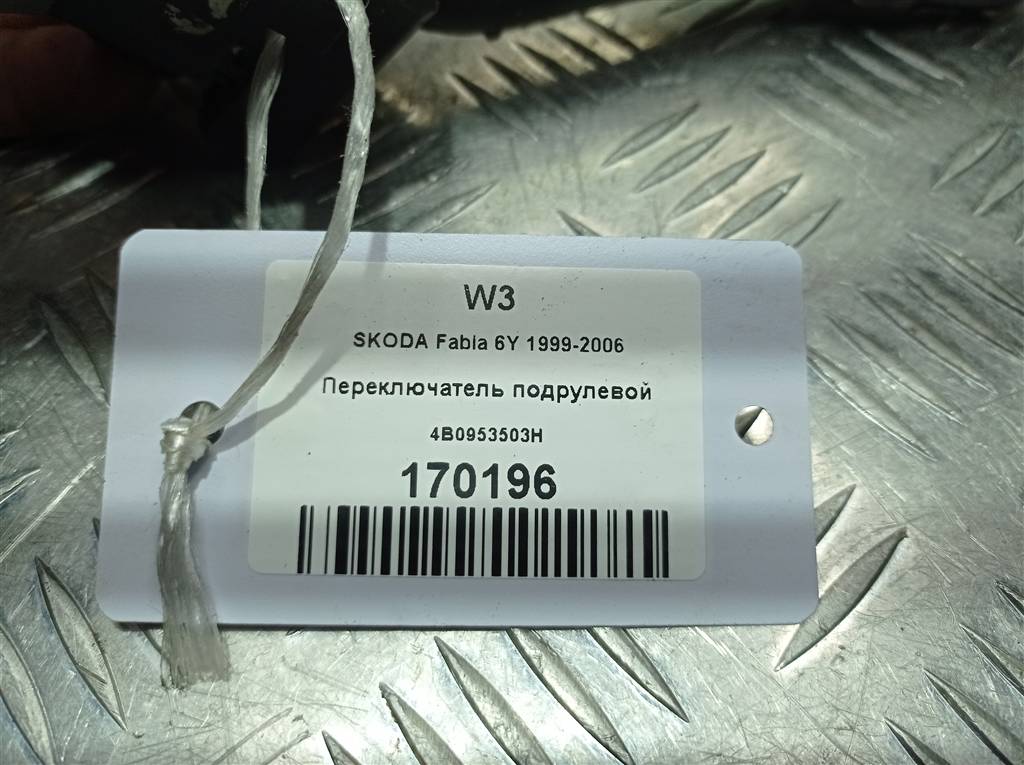 W3
SKODA Fabia 6Y 1999-2006
Переключатель подрулевой
4B0953503H
170196